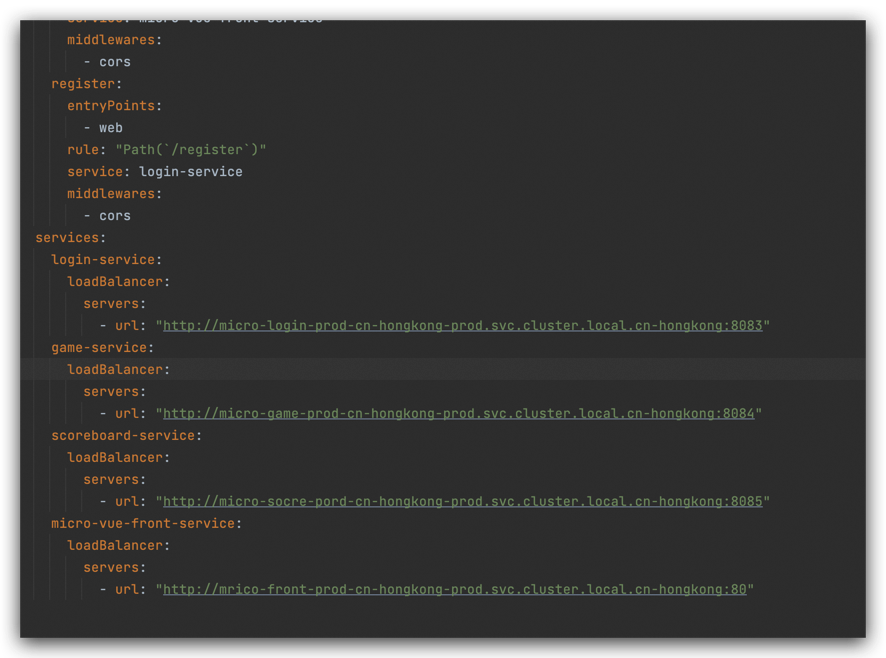 service: micro-vue-front-service
middlewares:
- cors
register:
entryPoints:
- web
rule: "Path(`/register`)"
service: login-service
middlewares:
- cors
services:
login-service:
loadBalancer:
servers:
- url: "http://micro-login-prod-cn-hongkong-prod.svc.cluster.local.cn-hongkong:8083"
game-service:
loadBalancer:
servers:
- url: "http://micro-game-prod-cn-hongkong-prod.svc.cluster.local.cn-hongkong:8084"
scoreboard-service:
loadBalancer:
servers:
- url: "http://micro-socre-pord-cn-hongkong-prod.svc.cluster.local.cn-hongkong:8085"
micro-vue-front-service:
loadBalancer:
servers:
- url: "http://mrico-front-prod-cn-hongkong-prod.svc.cluster.local.cn-hongkong:80"